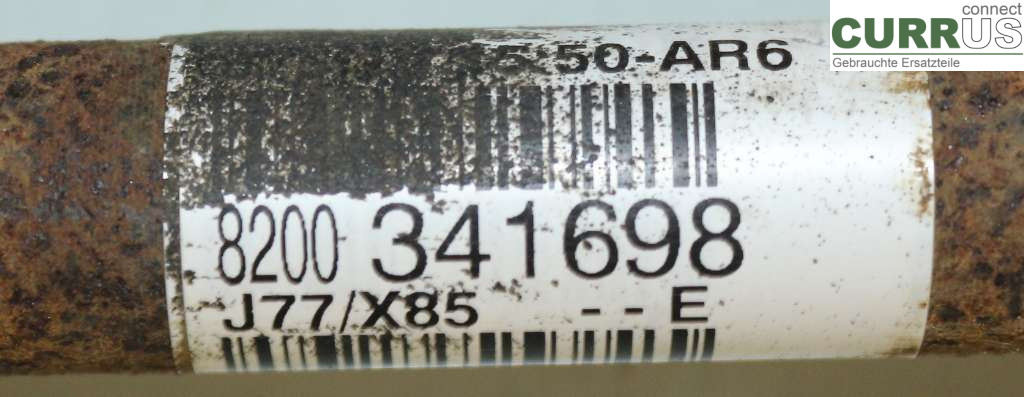 connect
CURRUS
Gebrauchte Ersatzteile
50-AR6
8200 341698
J77/X85 -- E